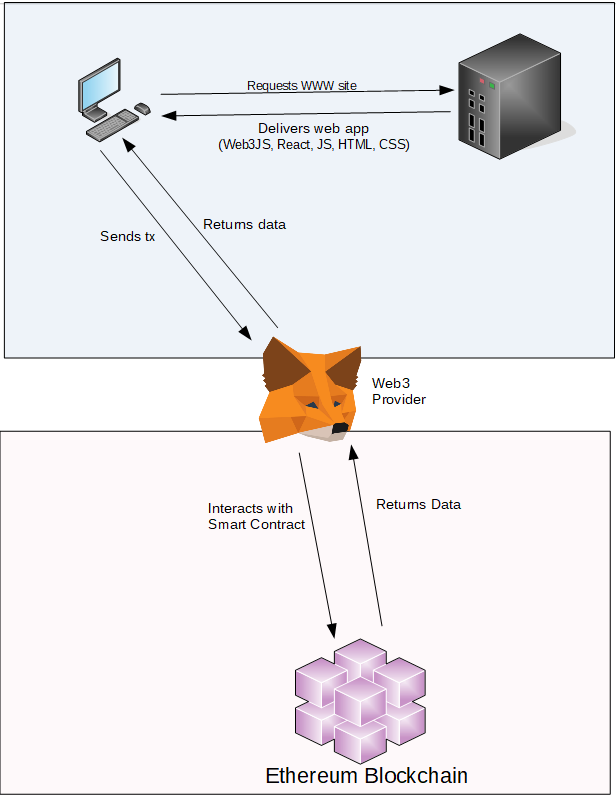 Requests WWW site
Delivers web app
(Web3JS, React, JS, HTML, CSS)
Returns data
Sends tx
Web3
Provider
Interacts with
Smart Contract
Returns Data
Ethereum Blockchain